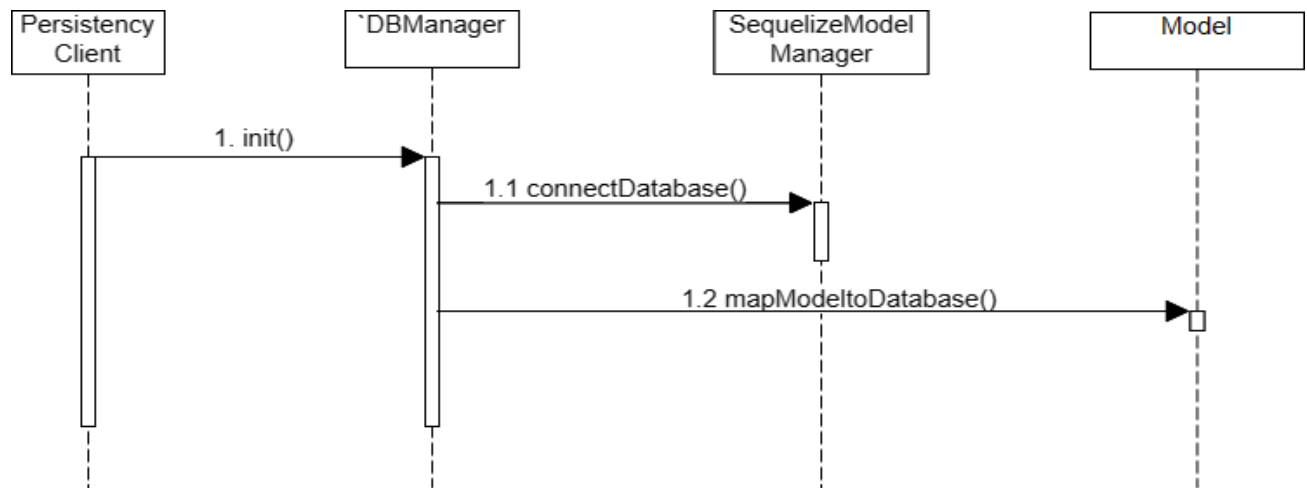 Persistency
Client
`DBManager
SequelizeModel
Manager
Model
1. init()
1.1 connectDatabase()
1.2 mapModeltoDatabase()